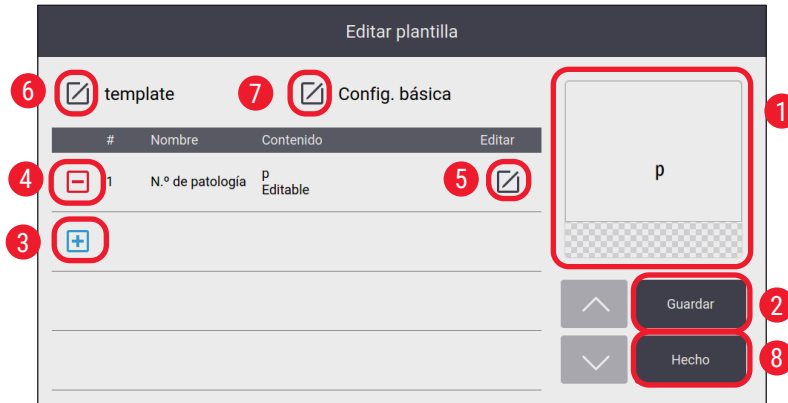 Editar plantilla
6 template 7 Config. básica 1
# Nombre Contenido Editar
4 1 N.º de patología p 5
Editable
p
3
Guardar 2
Hecho 8